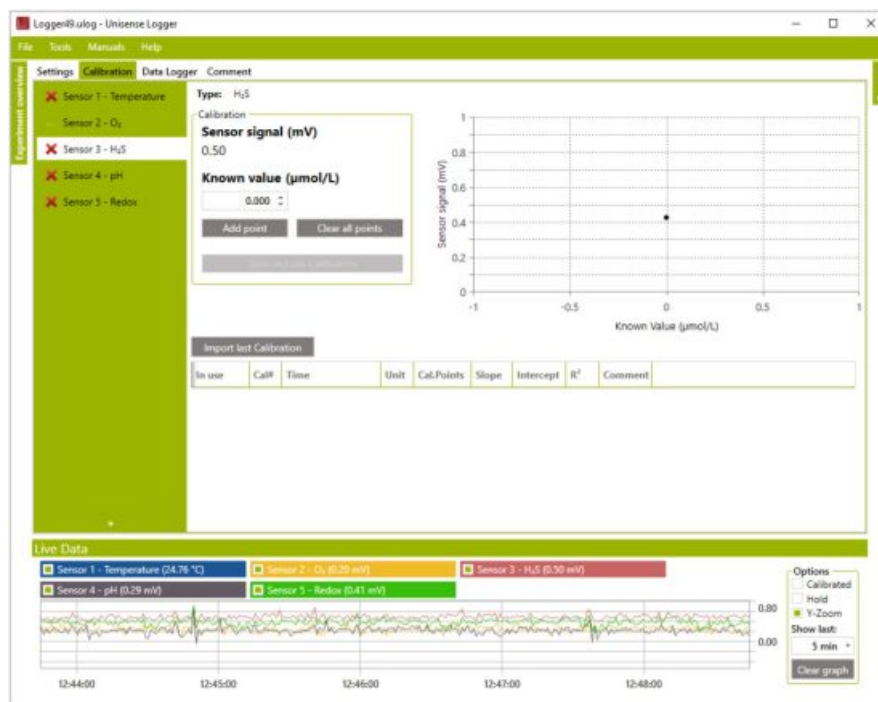 Logger49.ulog - Unisense Logger
File Tools Manuals Help
Experiment overview
Settings Calibration Data Logger Comment
Sensor 1 - Temperature
Sensor 2 - O₂
Sensor 3 - H₂S
Sensor 4 - pH
Sensor 5 - Redox
Type: H₂S
Calibration
Sensor signal (mV)
0.50
Known value (µmol/L)
0.000
Add point Clear all points
Sensor signal (mV)
1
0.8
0.6
0.4
0.2
0
-1 -0.5 0 0.5 1
Known Value (µmol/L)
Import last Calibration
In use Cal# Time Unit Cal.Points Slope Intercept R² Comment
Live Data
Sensor 1 - Temperature (24.76 °C) Sensor 2 - O₂ (0.20 mV) Sensor 3 - H₂S (0.50 mV)
Sensor 4 - pH (0.29 mV) Sensor 5 - Redox (0.41 mV)
0.80
0.00
12:44:00 12:45:00 12:46:00 12:47:00 12:48:00
Options
Calibrated
Hold
Y-Zoom
Show last:
5 min
Clear graph